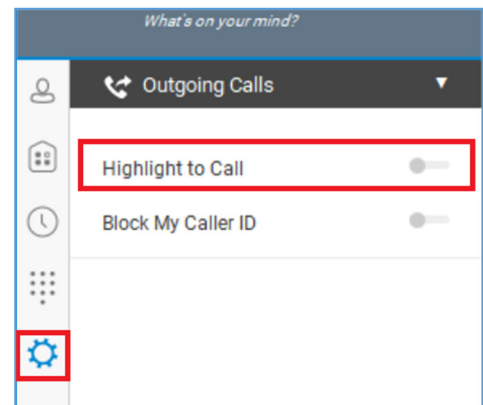 What's on your mind?
Outgoing Calls
Highlight to Call
Block My Caller ID